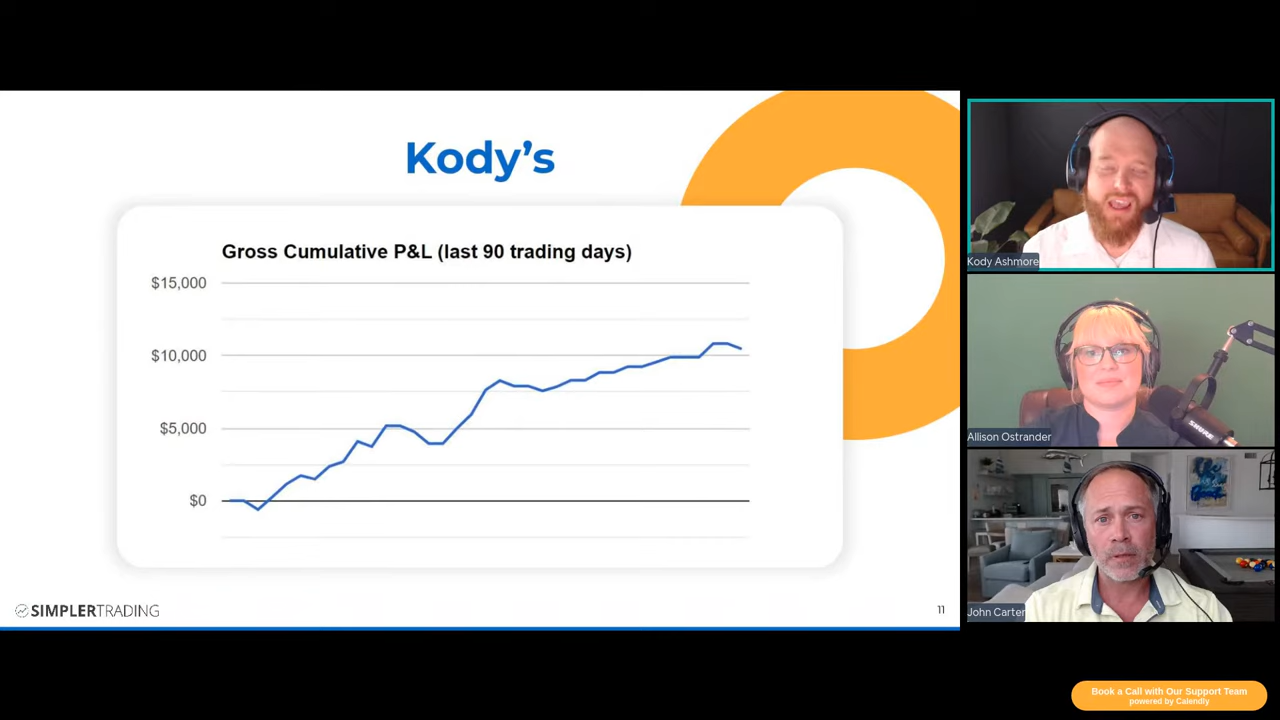 Kody's
Gross Cumulative P&L (last 90 trading days)
$15,000
$10,000
$5,000
$0
SIMPLERTRADING
11
Kody Ashmore
Allison Ostrander
SHURE
John Carter
Book a Call with Our Support Team
powered by Calendly